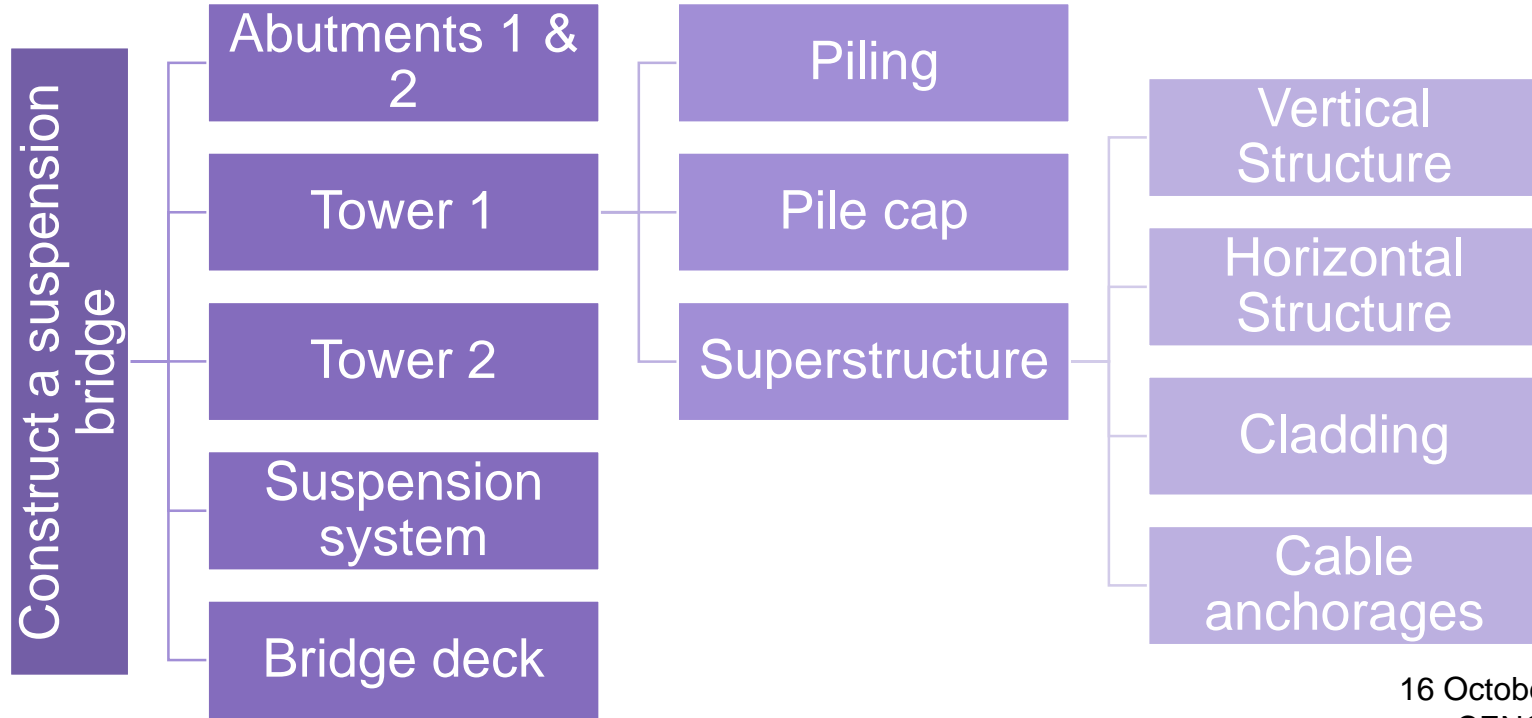 Construct a suspension
bridge
Abutments 1 &
2
Tower 1
Tower 2
Suspension
system
Bridge deck
Piling
Pile cap
Superstructure
Vertical
Structure
Horizontal
Structure
Cladding
Cable
anchorages
16